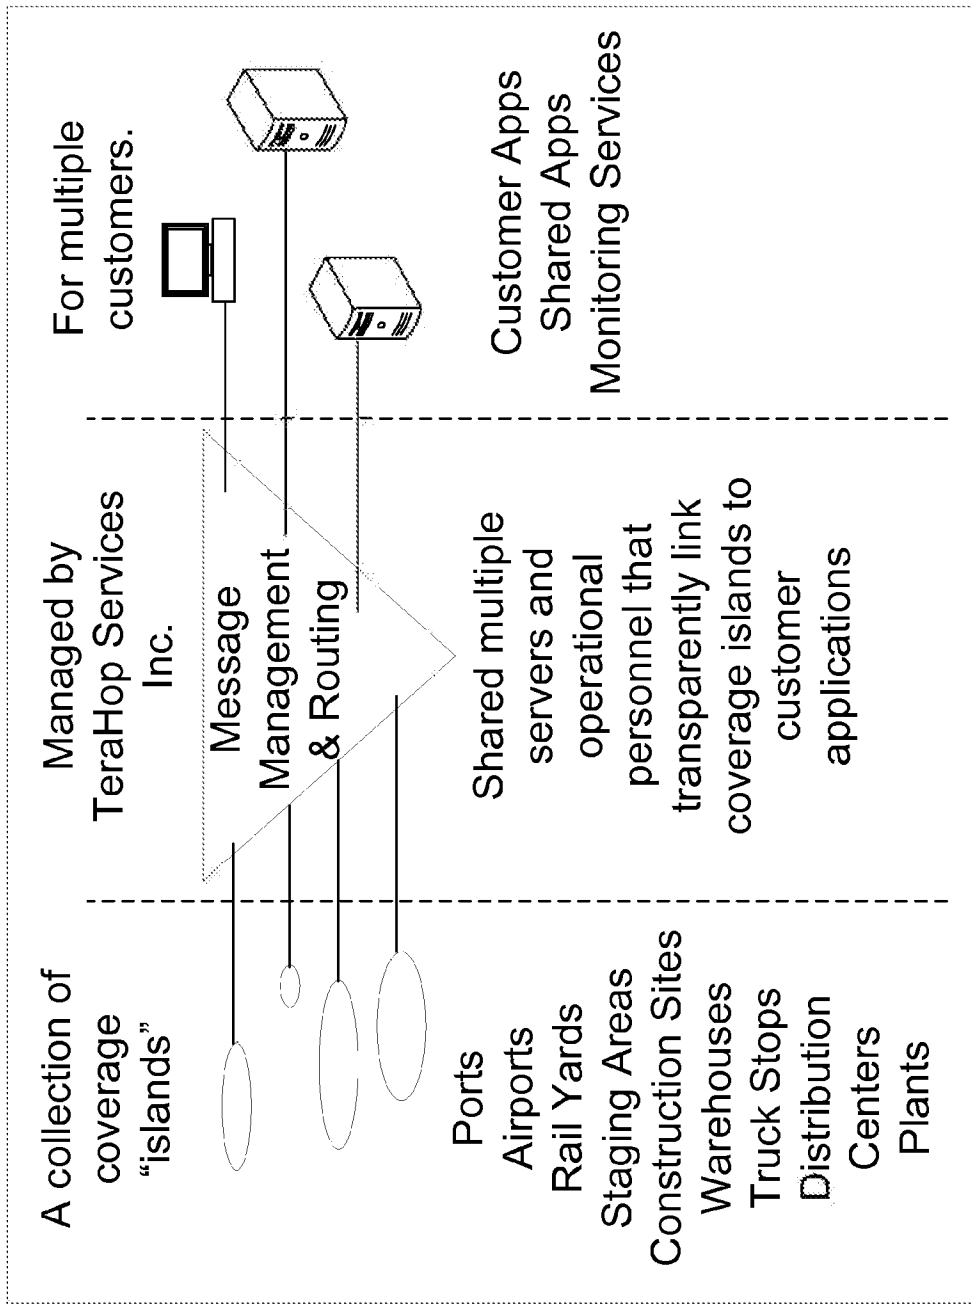 A collection of
coverage
“islands”
Ports
Airports
Rail Yards
Staging Areas
Construction Sites
Warehouses
Truck Stops
Distribution
Centers
Plants
Managed by
TeraHop Services
Inc.
Message
Management
& Routing
Shared multiple
servers and
operational
personnel that
transparently link
coverage islands to
customer
applications
For multiple
customers.
Customer Apps
Shared Apps
Monitoring Services